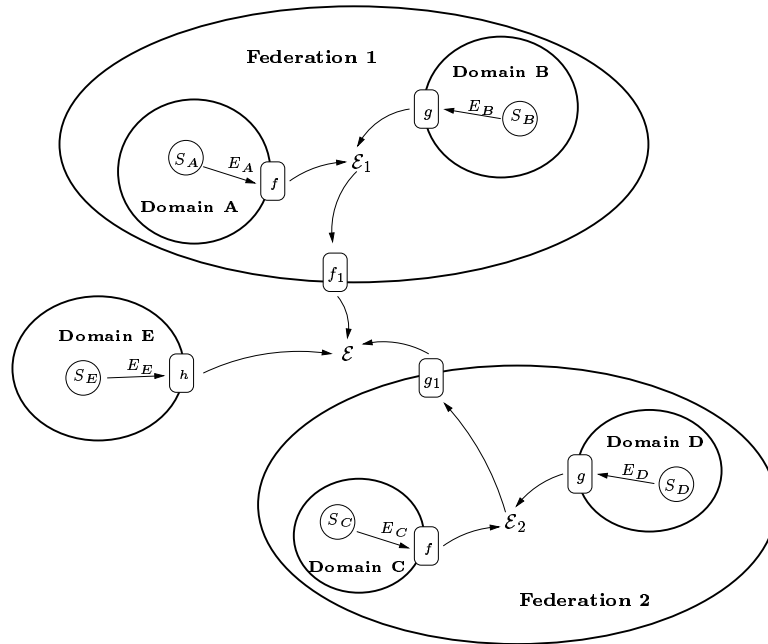 Federation 1
Domain B
g
E_B
S_B
S_A
E_A
f
ℰ_1
Domain A
f_1
Domain E
S_E
E_E
h
ℰ
g_1
Domain D
g
E_D
S_D
S_C
E_C
f
ℰ_2
Domain C
Federation 2